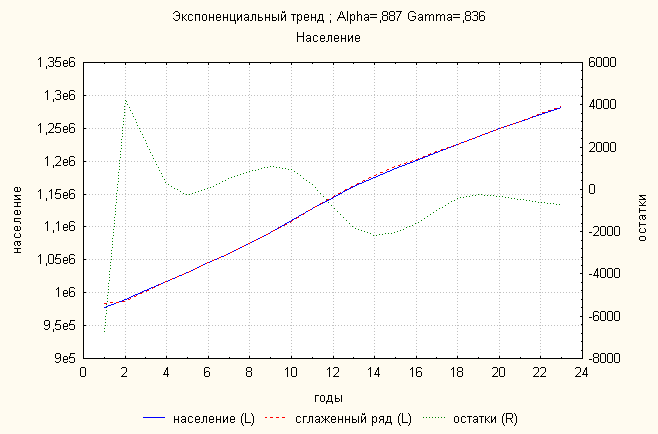 Экспоненциальный тренд ; Alpha=,887 Gamma=,836
Население
1,35e6
1,3e6
1,25e6
1,2e6
1,15e6
1,1e6
1,05e6
1e6
9,5e5
9e5
население
6000
4000
2000
0
-2000
-4000
-6000
-8000
остатки
0 2 4 6 8 10 12 14 16 18 20 22 24
годы
население (L) сглаженный ряд (L) остатки (R)